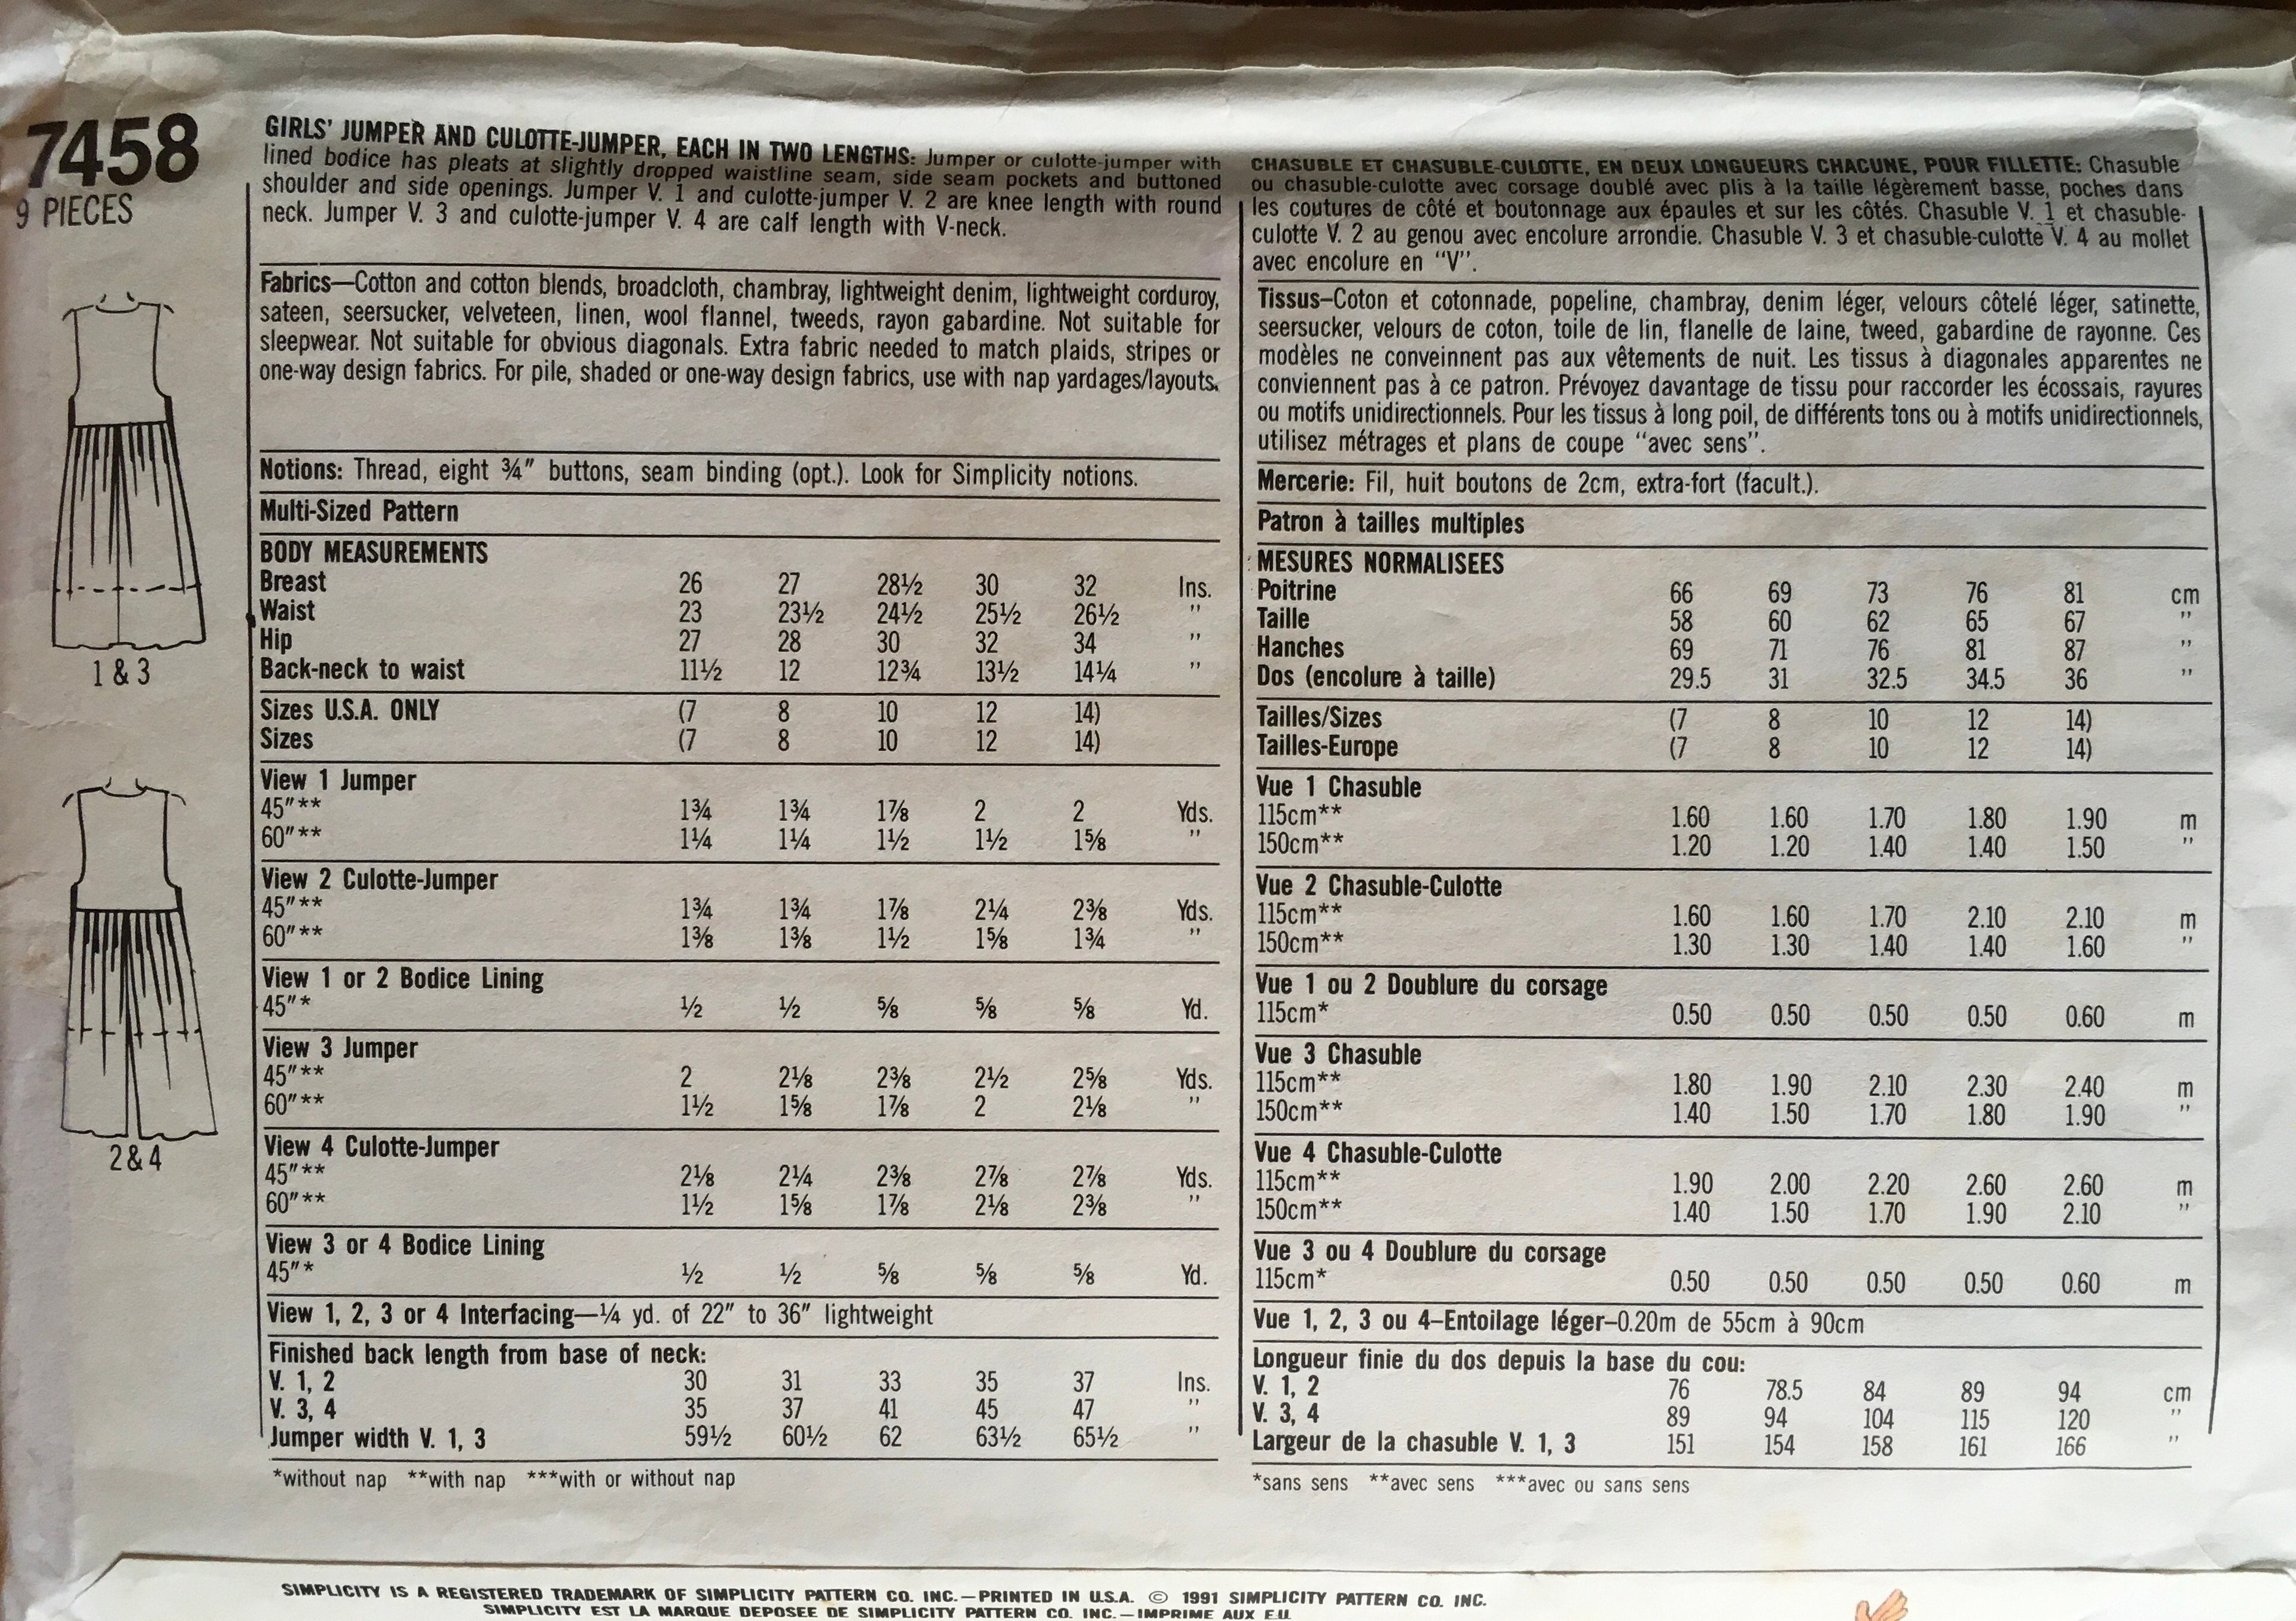 7458
9 PIECES
1 & 3
2 & 4
GIRLS' JUMPER AND CULOTTE-JUMPER, EACH IN TWO LENGTHS: Jumper or culotte-jumper with
lined bodice has pleats at slightly dropped waistline seam, side seam pockets and buttoned
shoulder and side openings. Jumper V. 1 and culotte-jumper V. 2 are knee length with round
neck. Jumper V. 3 and culotte-jumper V. 4 are calf length with V-neck.
Fabrics—Cotton and cotton blends, broadcloth, chambray, lightweight denim, lightweight corduroy,
sateen, seersucker, velveteen, linen, wool flannel, tweeds, rayon gabardine. Not suitable for
sleepwear. Not suitable for obvious diagonals. Extra fabric needed to match plaids, stripes or
one-way design fabrics. For pile, shaded or one-way design fabrics, use with nap yardages/layouts.
Notions: Thread, eight ¾" buttons, seam binding (opt.). Look for Simplicity notions.
Multi-Sized Pattern
BODY MEASUREMENTS
Breast 26 27 28½ 30 32 Ins.
Waist 23 23½ 24½ 25½ 26½ "
Hip 27 28 30 32 34 "
Back-neck to waist 11½ 12 12¾ 13½ 14¼ "
Sizes U.S.A. ONLY (7 8 10 12 14)
Sizes (7 8 10 12 14)
View 1 Jumper
45"** 1¾ 1¾ 1⅞ 2 2 Yds.
60"** 1¼ 1¼ 1½ 1½ 1⅝ "
View 2 Culotte-Jumper
45"** 1¾ 1¾ 1⅞ 2¼ 2⅜ Yds.
60"** 1⅜ 1⅜ 1½ 1⅝ 1¾ "
View 1 or 2 Bodice Lining
45"* ½ ½ ⅝ ⅝ ⅝ Yd.
View 3 Jumper
45"** 2 2⅛ 2⅜ 2½ 2⅝ Yds.
60"** 1½ 1⅝ 1⅞ 2 2⅛ "
View 4 Culotte-Jumper
45"** 2⅛ 2¼ 2⅜ 2⅞ 2⅞ Yds.
60"** 1½ 1⅝ 1⅞ 2⅛ 2⅜ "
View 3 or 4 Bodice Lining
45"* ½ ½ ⅝ ⅝ ⅝ Yd.
View 1, 2, 3 or 4 Interfacing—¼ yd. of 22" to 36" lightweight
Finished back length from base of neck:
V. 1, 2 30 31 33 35 37 Ins.
V. 3, 4 35 37 41 45 47 "
Jumper width V. 1, 3 59½ 60½ 62 63½ 65½ "
*without nap **with nap ***with or without nap
CHASUBLE ET CHASUBLE-CULOTTE, EN DEUX LONGUEURS CHACUNE, POUR FILLETTE: Chasuble
ou chasuble-culotte avec corsage doublé avec plis à la taille légèrement basse, poches dans
les coutures de côté et boutonnage aux épaules et sur les côtés. Chasuble V. 1 et chasuble-
culotte V. 2 au genou avec encolure arrondie. Chasuble V. 3 et chasuble-culotte V. 4 au mollet
avec encolure en "V".
Tissus–Coton et cotonnade, popeline, chambray, denim léger, velours côtelé léger, satinette,
seersucker, velours de coton, toile de lin, flanelle de laine, tweed, gabardine de rayonne. Ces
modèles ne conveinnent pas aux vêtements de nuit. Les tissus à diagonales apparentes ne
conviennent pas à ce patron. Prévoyez davantage de tissu pour raccorder les écossais, rayures
ou motifs unidirectionnels. Pour les tissus à long poil, de différents tons ou à motifs unidirectionnels,
utilisez métrages et plans de coupe "avec sens".
Mercerie: Fil, huit boutons de 2cm, extra-fort (facult.).
Patron à tailles multiples
MESURES NORMALISEES
Poitrine 66 69 73 76 81 cm
Taille 58 60 62 65 67 "
Hanches 69 71 76 81 87 "
Dos (encolure à taille) 29.5 31 32.5 34.5 36 "
Tailles/Sizes (7 8 10 12 14)
Tailles-Europe (7 8 10 12 14)
Vue 1 Chasuble
115cm** 1.60 1.60 1.70 1.80 1.90 m
150cm** 1.20 1.20 1.40 1.40 1.50 "
Vue 2 Chasuble-Culotte
115cm** 1.60 1.60 1.70 2.10 2.10 m
150cm** 1.30 1.30 1.40 1.40 1.60 "
Vue 1 ou 2 Doublure du corsage
115cm* 0.50 0.50 0.50 0.50 0.60 m
Vue 3 Chasuble
115cm** 1.80 1.90 2.10 2.30 2.40 m
150cm** 1.40 1.50 1.70 1.80 1.90 "
Vue 4 Chasuble-Culotte
115cm** 1.90 2.00 2.20 2.60 2.60 m
150cm** 1.40 1.50 1.70 1.90 2.10 "
Vue 3 ou 4 Doublure du corsage
115cm* 0.50 0.50 0.50 0.50 0.60 m
Vue 1, 2, 3 ou 4–Entoilage léger–0.20m de 55cm à 90cm
Longueur finie du dos depuis la base du cou:
V. 1, 2 76 78.5 84 89 94 cm
V. 3, 4 89 94 104 115 120 "
Largeur de la chasuble V. 1, 3 151 154 158 161 166 "
*sans sens **avec sens ***avec ou sans sens
SIMPLICITY IS A REGISTERED TRADEMARK OF SIMPLICITY PATTERN CO. INC.—PRINTED IN U.S.A. © 1991 SIMPLICITY PATTERN CO. INC.
SIMPLICITY EST LA MARQUE DEPOSEE DE SIMPLICITY PATTERN CO. INC.—IMPRIME AUX E.U.